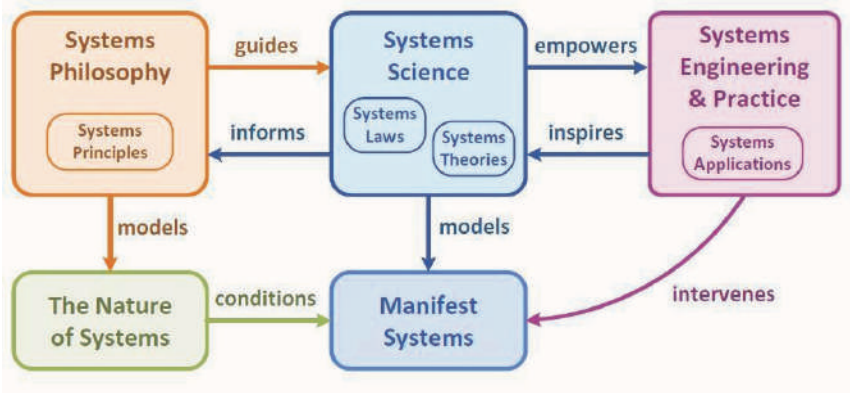 Systems
Philosophy
Systems
Principles
guides
informs
Systems
Science
Systems
Laws
Systems
Theories
empowers
inspires
Systems
Engineering
& Practice
Systems
Applications
models
models
The Nature
of Systems
conditions
Manifest
Systems
intervenes